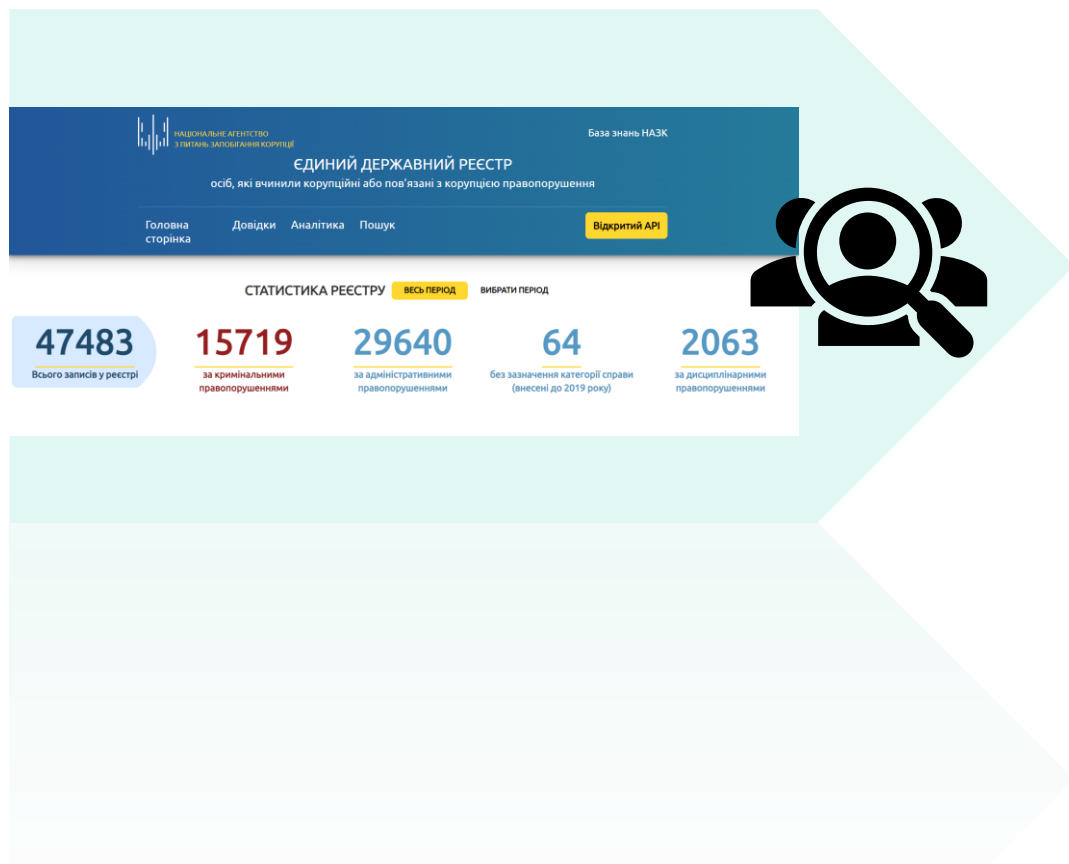 НАЦІОНАЛЬНЕ АГЕНТСТВО
З ПИТАНЬ ЗАПОБІГАННЯ КОРУПЦІЇ
База знань НАЗК
ЄДИНИЙ ДЕРЖАВНИЙ РЕЄСТР
осіб, які вчинили корупційні або пов'язані з корупцією правопорушення
Головна сторінка
Довідки Аналітика Пошук
Відкритий API
СТАТИСТИКА РЕЄСТРУ ВЕСЬ ПЕРІОД ВИБРАТИ ПЕРІОД
47483
Всього записів у реєстрі
15719
за кримінальними
правопорушеннями
29640
за адміністративними
правопорушеннями
64
без зазначення категорії справи
(внесені до 2019 року)
2063
за дисциплінарними
правопорушеннями